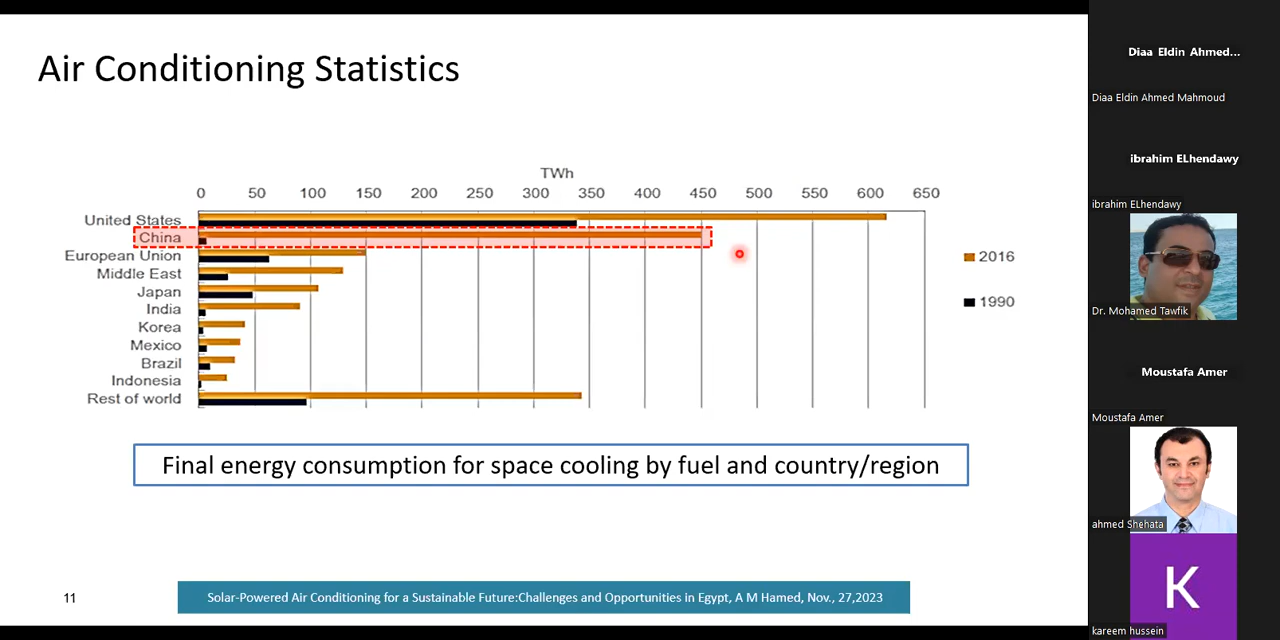 Air Conditioning Statistics
TWh
0 50 100 150 200 250 300 350 400 450 500 550 600 650
United States
China
European Union
Middle East
Japan
India
Korea
Mexico
Brazil
Indonesia
Rest of world
2016
1990
Final energy consumption for space cooling by fuel and country/region
11
Solar-Powered Air Conditioning for a Sustainable Future:Challenges and Opportunities in Egypt, A M Hamed, Nov., 27,2023
Diaa Eldin Ahmed...
Diaa Eldin Ahmed Mahmoud
ibrahim ELhendawy
ibrahim ELhendawy
Dr. Mohamed Tawfik
Moustafa Amer
Moustafa Amer
ahmed Shehata
K
kareem hussein